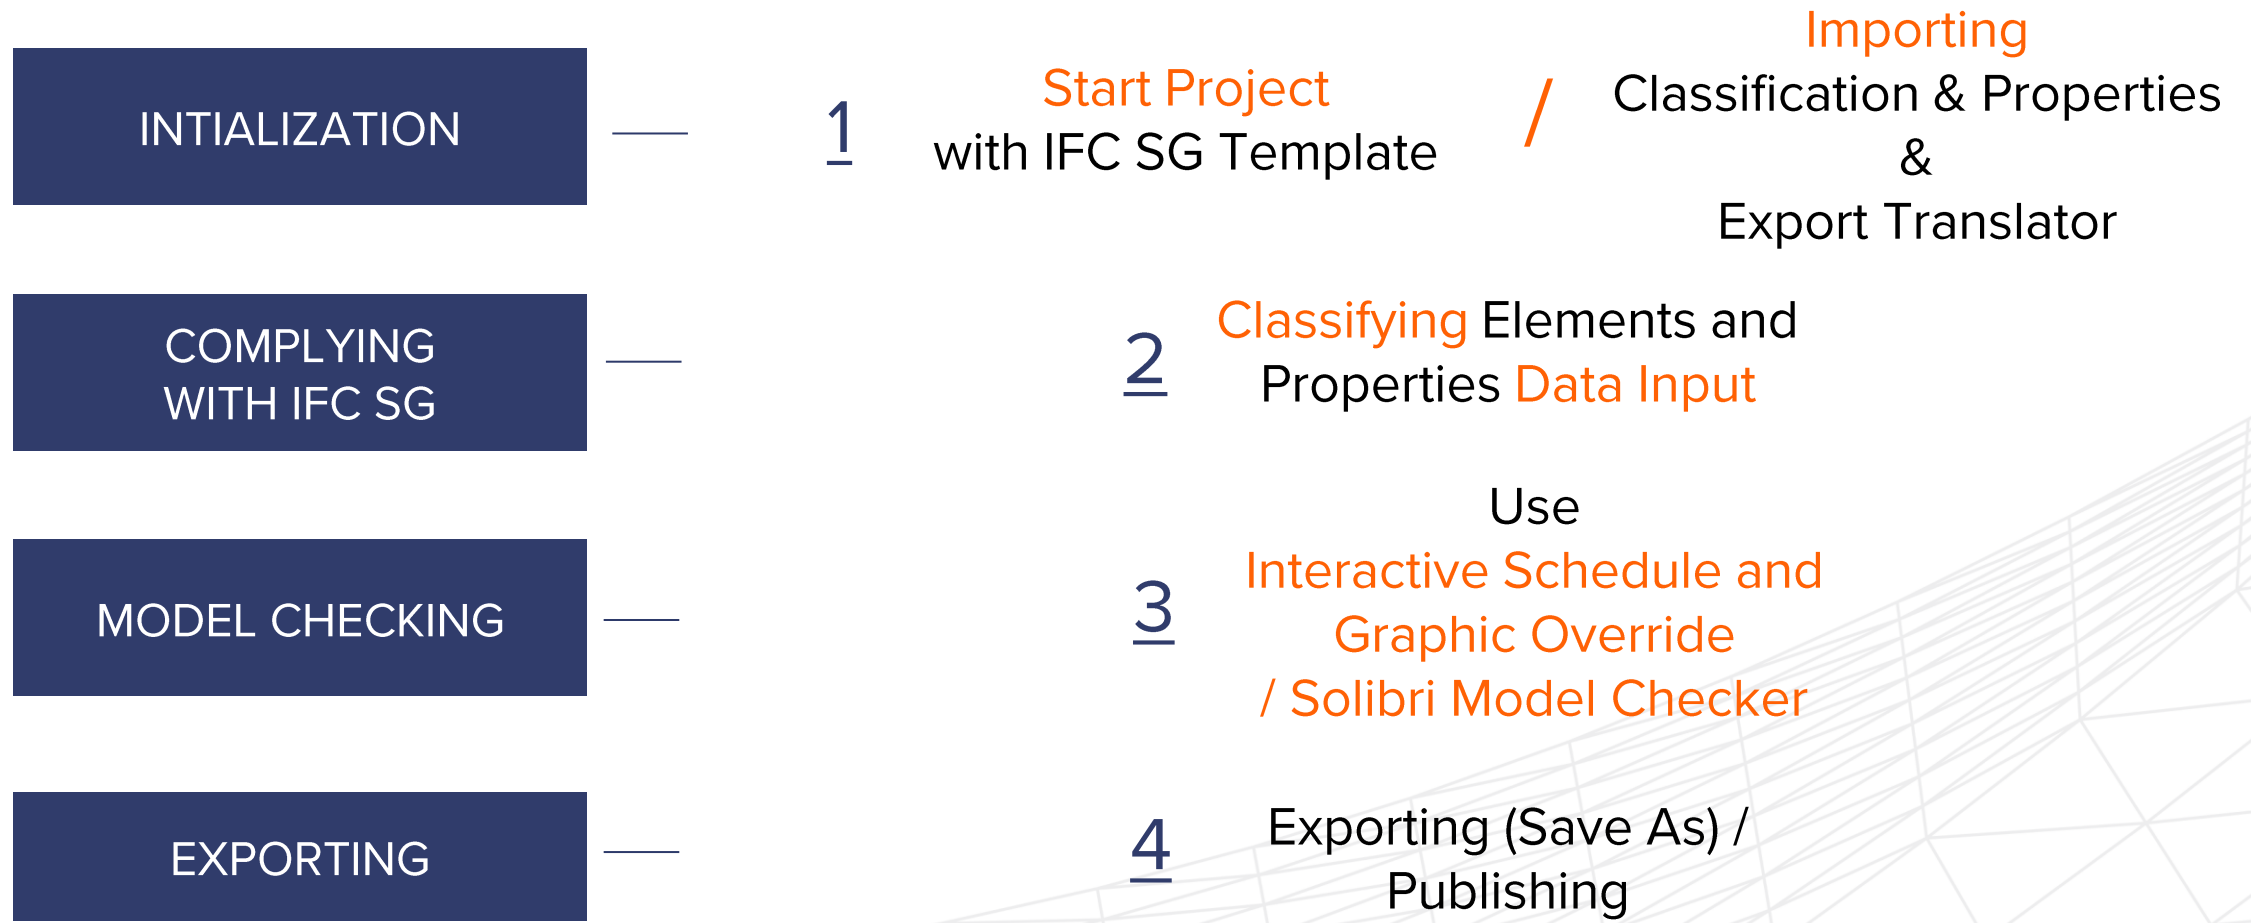 INTIALIZATION
1
Start Project
with IFC SG Template
/
Importing
Classification & Properties
&
Export Translator
COMPLYING
WITH IFC SG
2
Classifying Elements and
Properties Data Input
MODEL CHECKING
3
Use
Interactive Schedule and
Graphic Override
/ Solibri Model Checker
EXPORTING
4
Exporting (Save As) /
Publishing